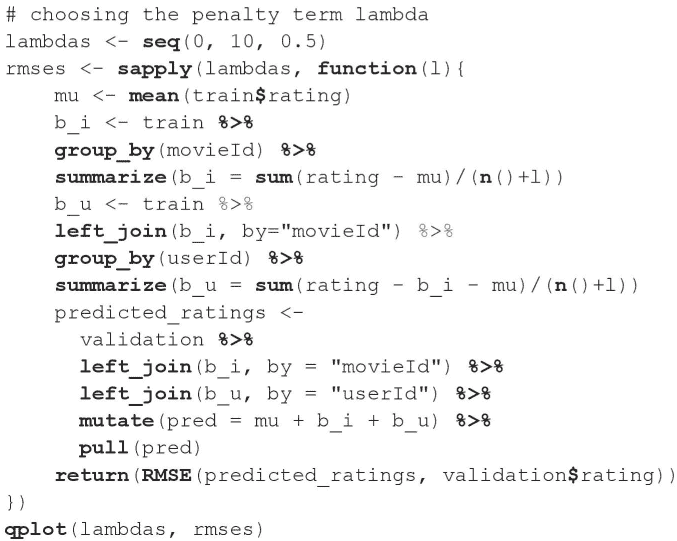 # choosing the penalty term lambda
lambdas <- seq(0, 10, 0.5)
rmses <- sapply(lambdas, function(l){
    mu <- mean(train$rating)
    b_i <- train %>%
    group_by(movieId) %>%
    summarize(b_i = sum(rating - mu)/(n()+l))
    b_u <- train %>%
    left_join(b_i, by="movieId") %>%
    group_by(userId) %>%
    summarize(b_u = sum(rating - b_i - mu)/(n()+l))
    predicted_ratings <-
      validation %>%
      left_join(b_i, by = "movieId") %>%
      left_join(b_u, by = "userId") %>%
      mutate(pred = mu + b_i + b_u) %>%
      pull(pred)
    return(RMSE(predicted_ratings, validation$rating))
})
qplot(lambdas, rmses)